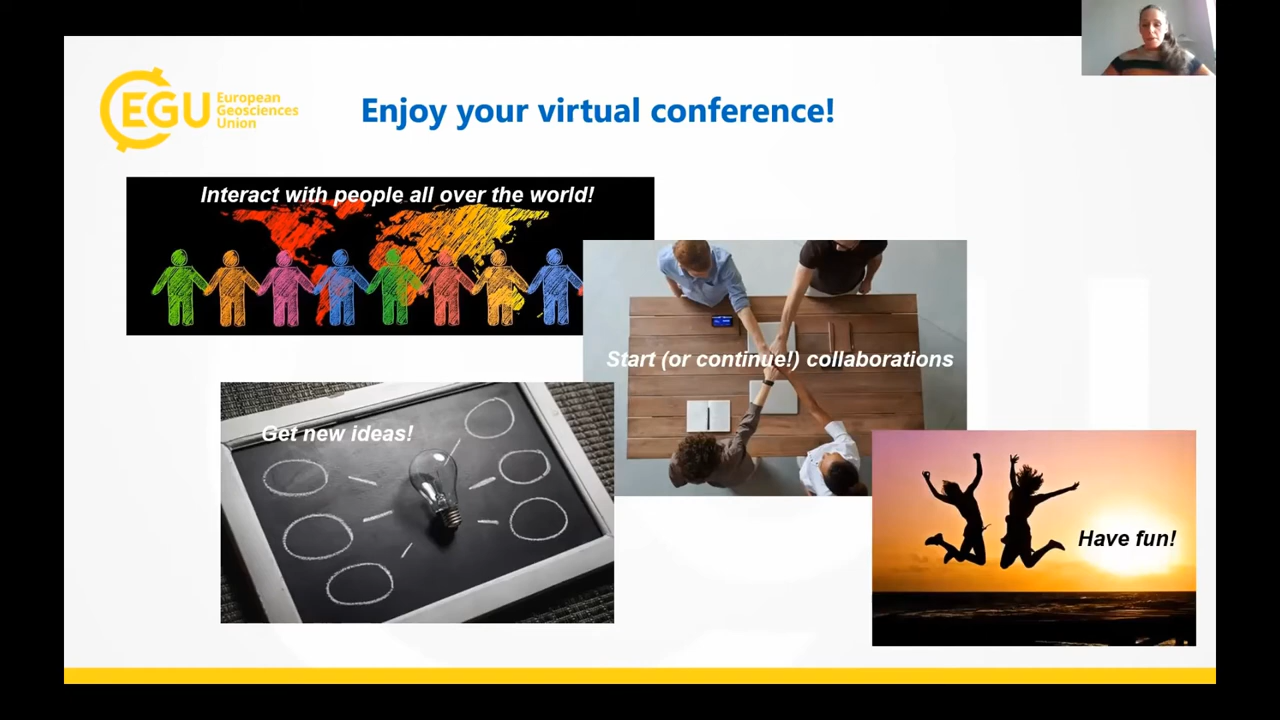 EGU
European
Geosciences
Union
Enjoy your virtual conference!
Interact with people all over the world!
Start (or continue!) collaborations
Get new ideas!
Have fun!